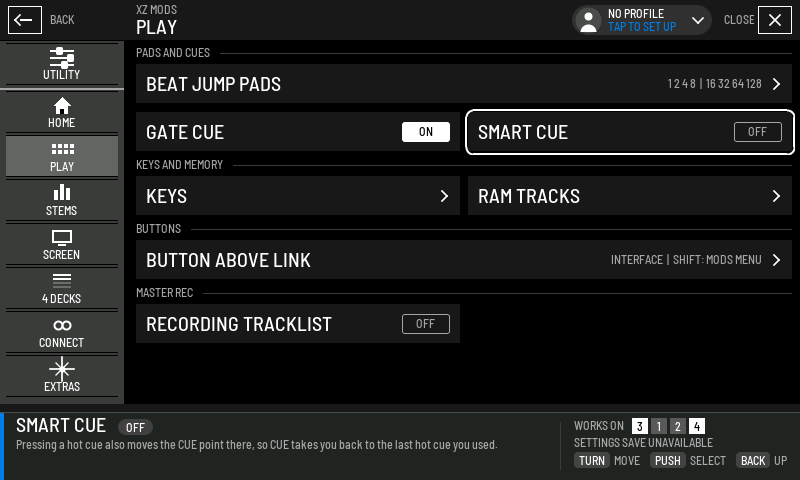 BACK
XZ MODS
PLAY
NO PROFILE
TAP TO SET UP
CLOSE
UTILITY
HOME
PLAY
STEMS
SCREEN
4 DECKS
CONNECT
EXTRAS
PADS AND CUES
BEAT JUMP PADS
1 2 4 8 | 16 32 64 128
GATE CUE
ON
SMART CUE
OFF
KEYS AND MEMORY
KEYS
RAM TRACKS
BUTTONS
BUTTON ABOVE LINK
INTERFACE | SHIFT: MODS MENU
MASTER REC
RECORDING TRACKLIST
OFF
SMART CUE
OFF
Pressing a hot cue also moves the CUE point there, so CUE takes you back to the last hot cue you used.
WORKS ON 3 1 2 4
SETTINGS SAVE UNAVAILABLE
TURN MOVE PUSH SELECT BACK UP